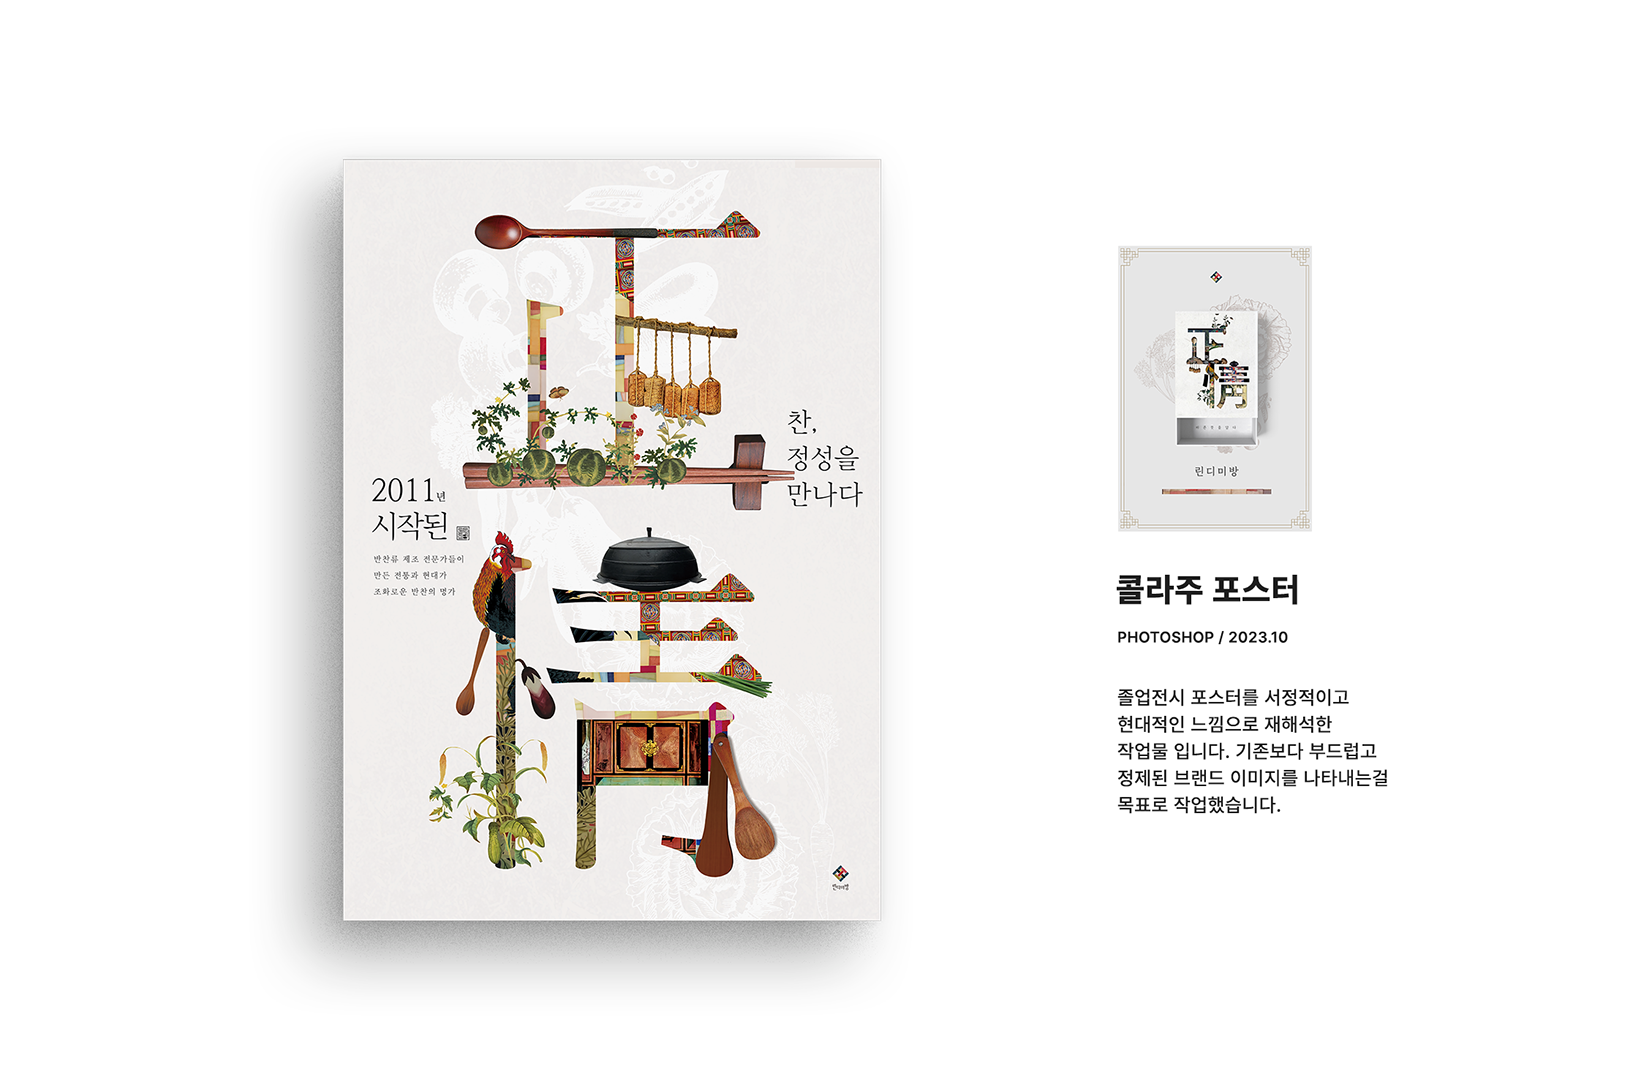 正
情
찬,
정성을
만나다
2011년
시작된
반찬류 제조 전문가들이
만든 전통과 현대가
조화로운 반찬의 명가
린디미방
正
情
린디미방
콜라주 포스터
PHOTOSHOP / 2023.10
졸업전시 포스터를 서정적이고
현대적인 느낌으로 재해석한
작업물 입니다. 기존보다 부드럽고
정제된 브랜드 이미지를 나타내는걸
목표로 작업했습니다.